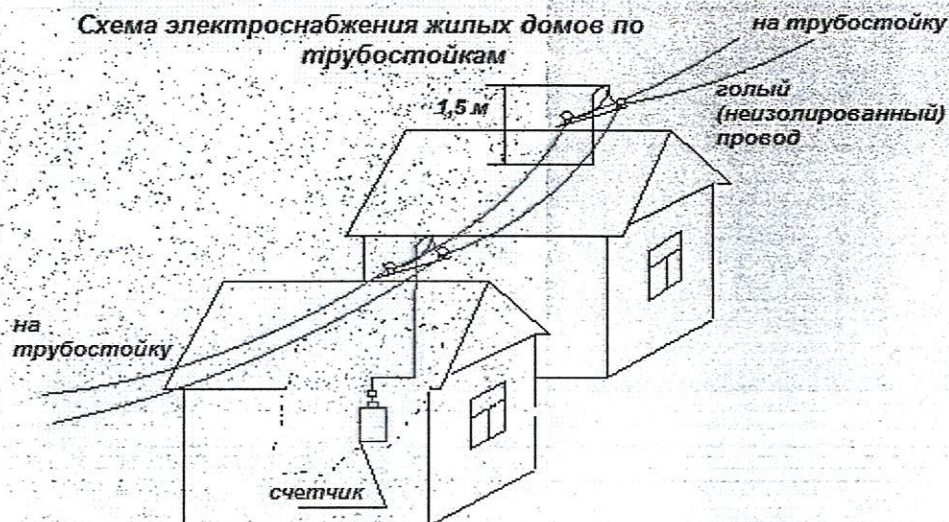 Схема электроснабжения жилых домов по
трубостойкам
на трубостойку
1,5 м
голый
(неизолированный)
провод
на
трубостойку
счетчик